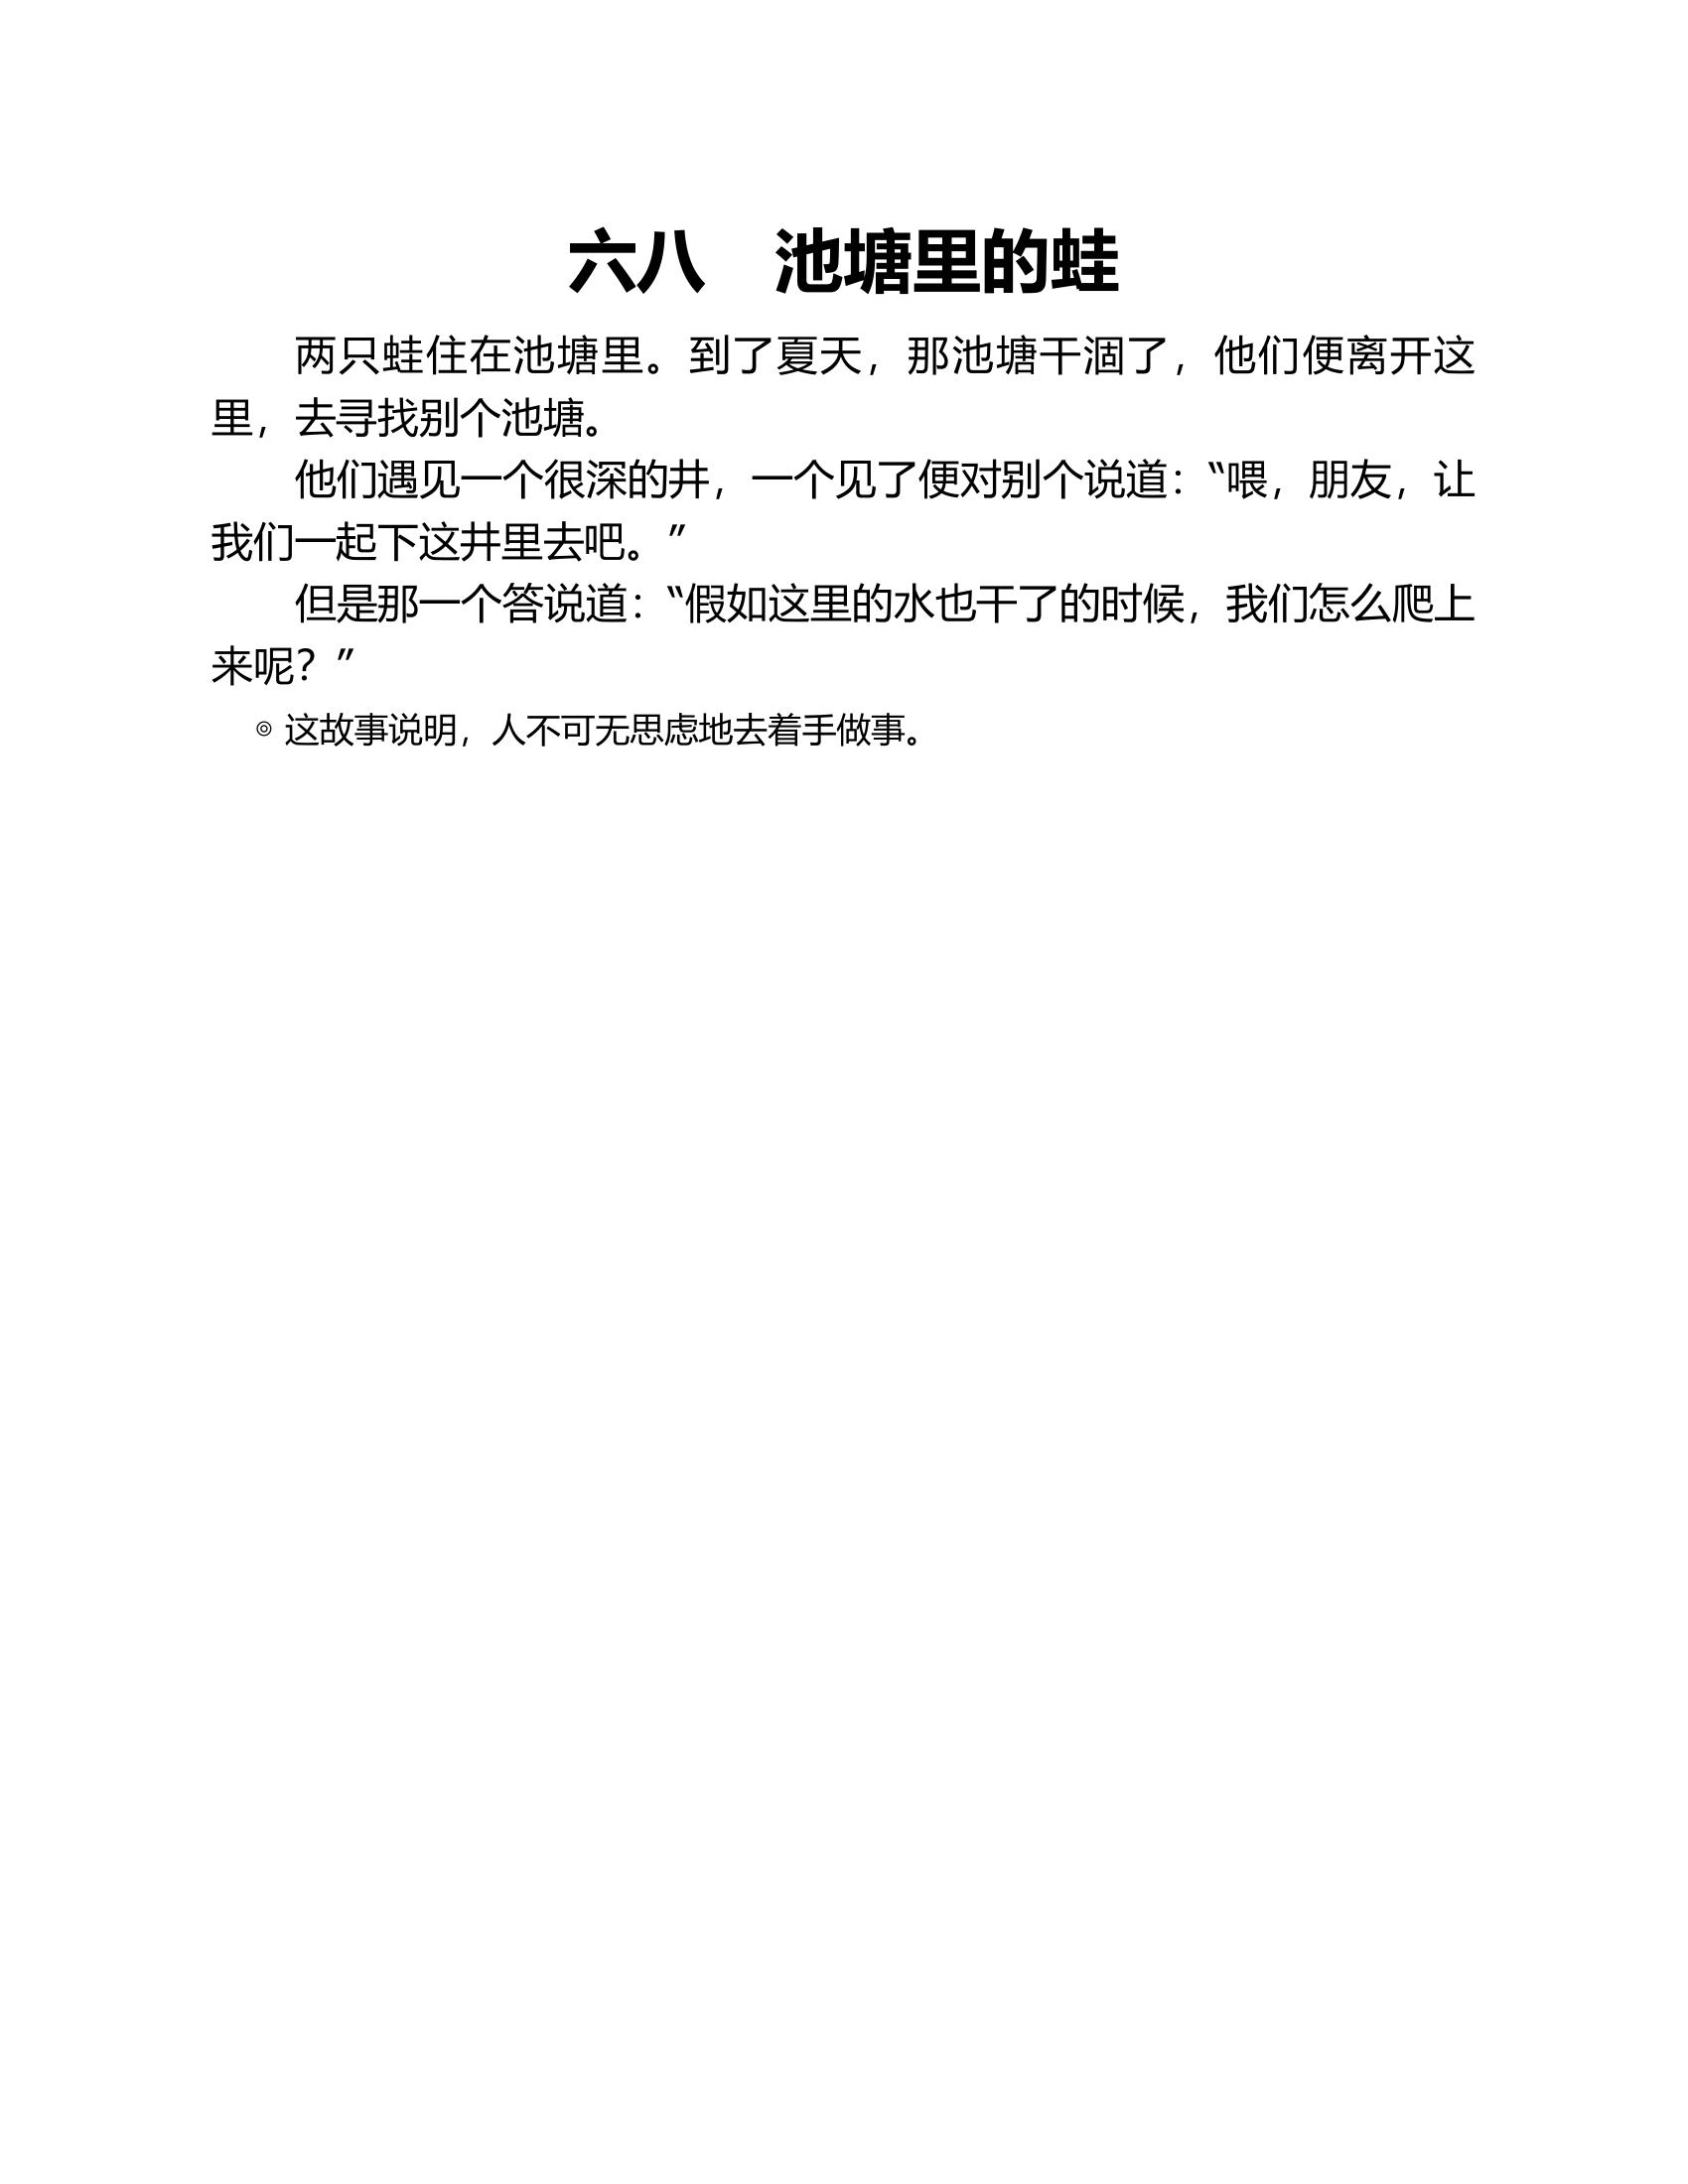 六八　池塘里的蛙
两只蛙住在池塘里。到了夏天，那池塘干涸了，他们便离开这
里，去寻找别个池塘。
他们遇见一个很深的井，一个见了便对别个说道：“喂，朋友，让
我们一起下这井里去吧。”
但是那一个答说道：“假如这里的水也干了的时候，我们怎么爬上
来呢？”
◎ 这故事说明，人不可无思虑地去着手做事。